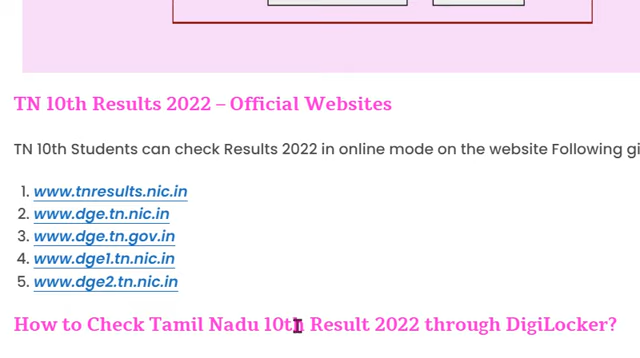 TN 10th Results 2022 – Official Websites
TN 10th Students can check Results 2022 in online mode on the website Following gi
1. www.tnresults.nic.in
2. www.dge.tn.nic.in
3. www.dge.tn.gov.in
4. www.dge1.tn.nic.in
5. www.dge2.tn.nic.in
How to Check Tamil Nadu 10th Result 2022 through DigiLocker?